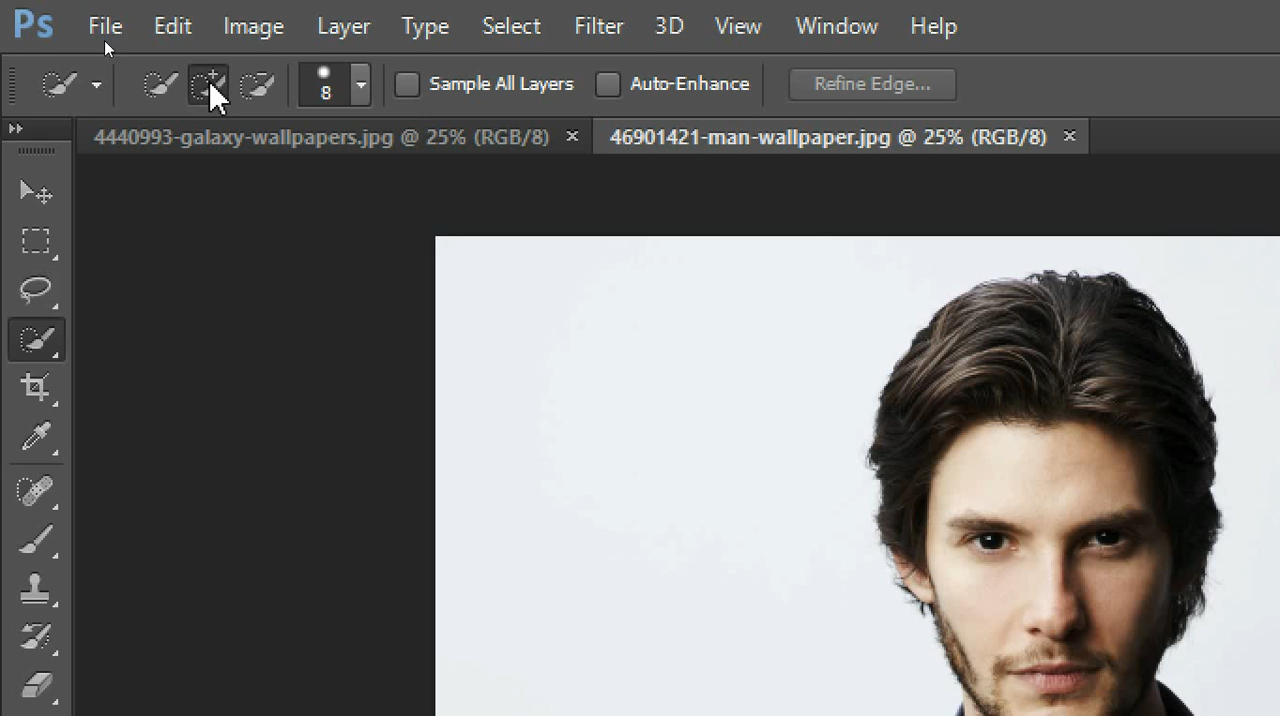 Ps File Edit Image Layer Type Select Filter 3D View Window Help
8 Sample All Layers Auto-Enhance Refine Edge...
4440993-galaxy-wallpapers.jpg @ 25% (RGB/8) × 46901421-man-wallpaper.jpg @ 25% (RGB/8) ×